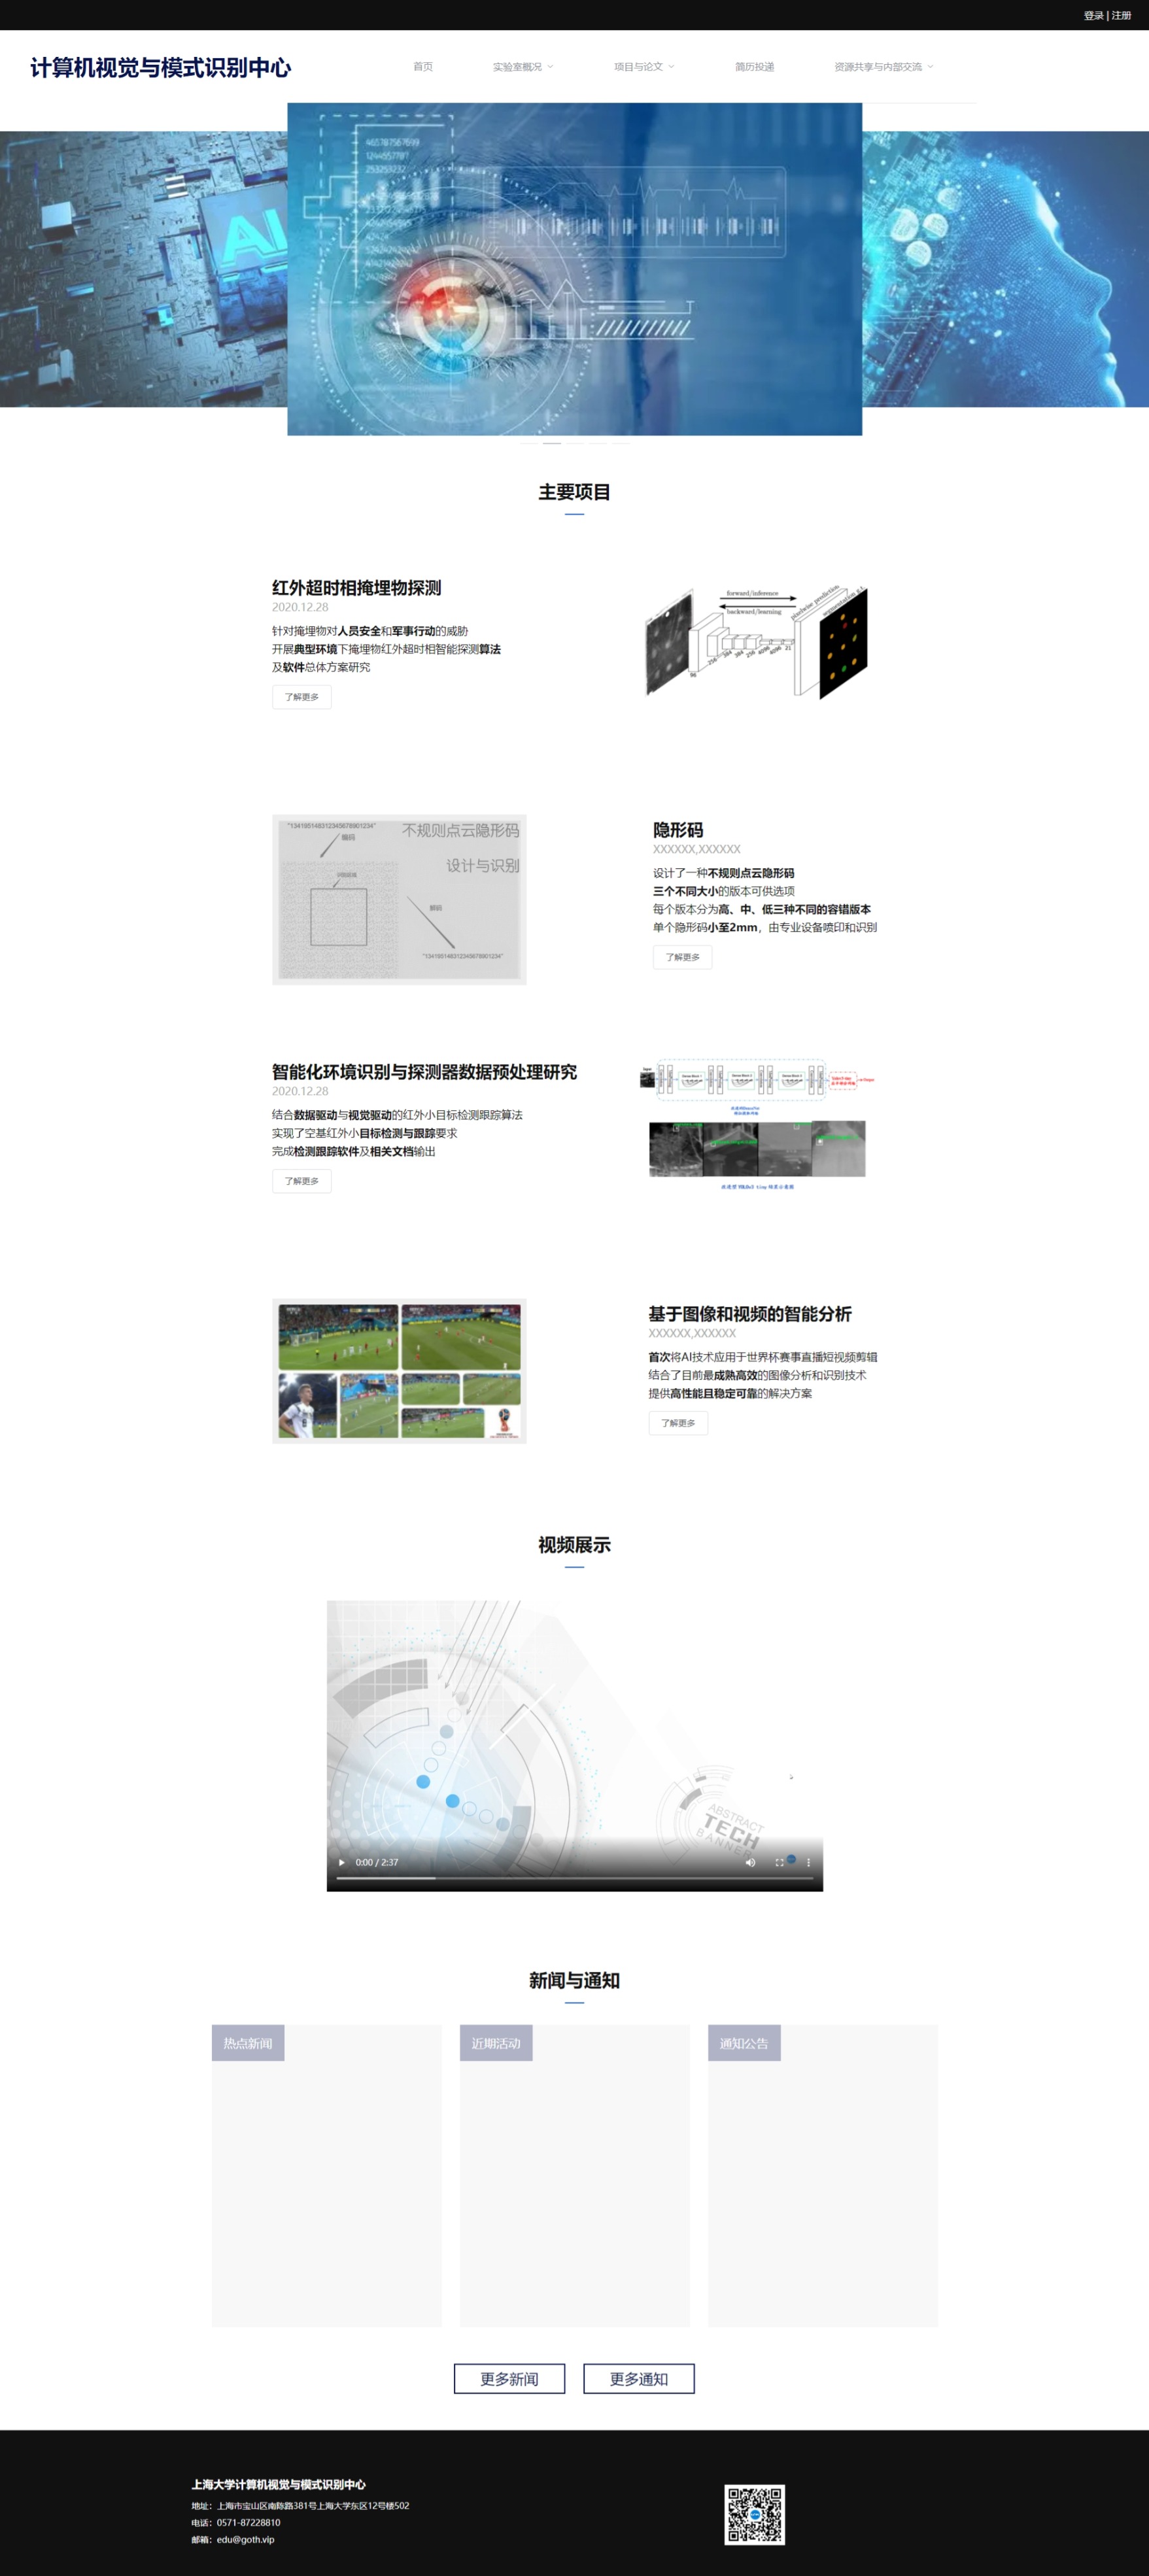 登录 | 注册
计算机视觉与模式识别中心
首页
实验室概况
项目与论文
简历投递
资源共享与内部交流
AI
主要项目
红外超时相掩埋物探测
2020.12.28
针对掩埋物对人员安全和军事行动的威胁
开展典型环境下掩埋物红外超时相智能探测算法
及软件总体方案研究
了解更多
forward/inference
backward/learning
pixelwise prediction
segmentation g.t.
96
256
384
384
256
4096
4096
21
不规则点云隐形码
设计与识别
编码
识别区域
解码
隐形码
XXXXXX,XXXXXX
设计了一种不规则点云隐形码
三个不同大小的版本可供选项
每个版本分为高、中、低三种不同的容错版本
单个隐形码小至2mm，由专业设备喷印和识别
了解更多
智能化环境识别与探测器数据预处理研究
2020.12.28
结合数据驱动与视觉驱动的红外小目标检测跟踪算法
实现了空基红外小目标检测与跟踪要求
完成检测跟踪软件及相关文档输出
了解更多
基于图像和视频的智能分析
XXXXXX,XXXXXX
首次将AI技术应用于世界杯赛事直播短视频剪辑
结合了目前最成熟高效的图像分析和识别技术
提供高性能且稳定可靠的解决方案
了解更多
视频展示
ABSTRACT
TECH
BANNER
0:00 / 2:37
新闻与通知
热点新闻
近期活动
通知公告
更多新闻
更多通知
上海大学计算机视觉与模式识别中心
地址：上海市宝山区南陈路381号上海大学东区12号楼502
电话：0571-87228810
邮箱：edu@goth.vip